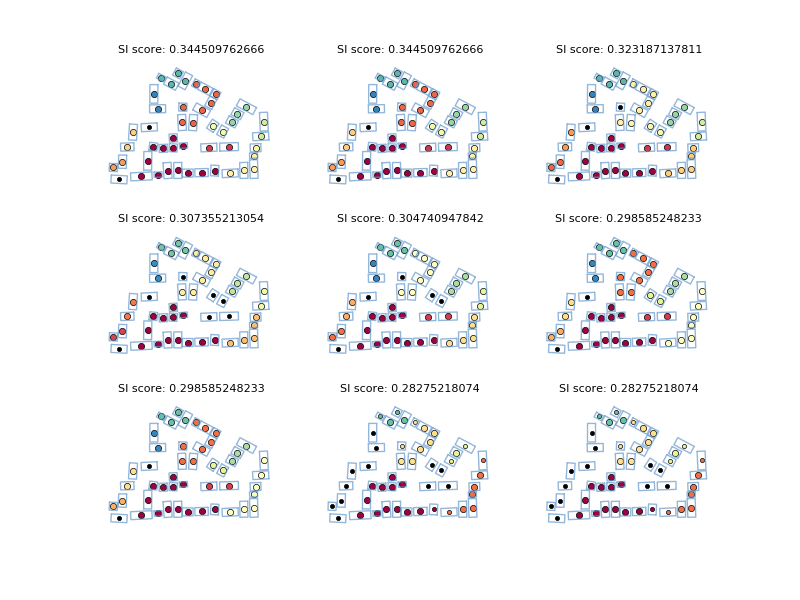 SI score: 0.344509762666
SI score: 0.344509762666
SI score: 0.323187137811
SI score: 0.307355213054
SI score: 0.304740947842
SI score: 0.298585248233
SI score: 0.298585248233
SI score: 0.28275218074
SI score: 0.28275218074